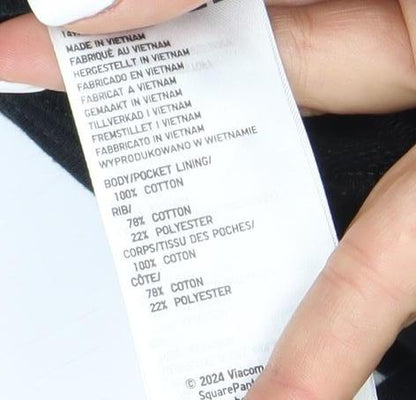 MADE IN VIETNAM
FABRIQUÉ AU VIETNAM
HERGESTELLT IN VIETNAM
FABRICADO EN VIETNAM
FABRICAT A VIETNAM
GEMAAKT IN VIETNAM
TILLVERKAD I VIETNAM
FREMSTILLET I VIETNAM
FABBRICATO IN VIETNAM
WYPRODUKOWANO W WIETNAMIE
BODY/POCKET LINING/
100% COTTON
RIB/
78% COTTON
22% POLYESTER
CORPS/TISSU DES POCHES/
100% COTON
CÔTE/
78% COTON
22% POLYESTER
© 2024 Viacom
SquarePant